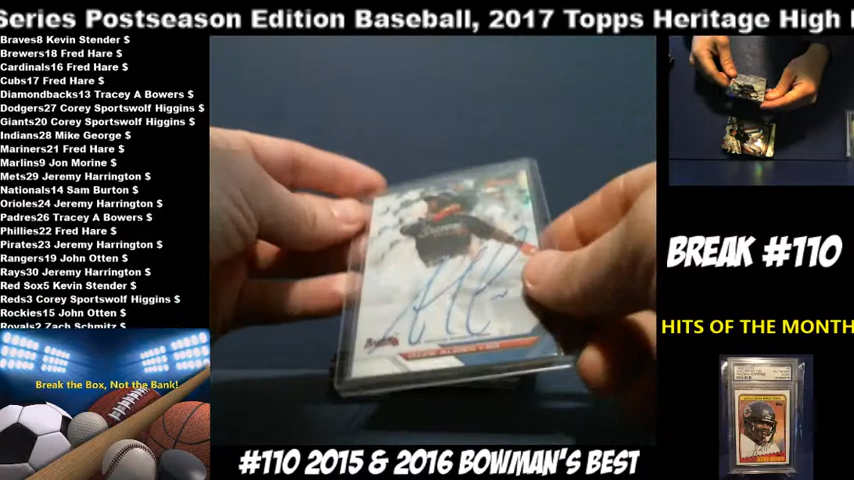 Series Postseason Edition Baseball, 2017 Topps Heritage High
Braves8 Kevin Stender $
Brewers18 Fred Hare $
Cardinals16 Fred Hare $
Cubs17 Fred Hare $
Diamondbacks13 Tracey A Bowers $
Dodgers27 Corey Sportswolf Higgins $
Giants20 Corey Sportswolf Higgins $
Indians28 Mike George $
Mariners21 Fred Hare $
Marlins9 Jon Morine $
Mets29 Jeremy Harrington $
Nationals14 Sam Burton $
Orioles24 Jeremy Harrington $
Padres26 Tracey A Bowers $
Phillies22 Fred Hare $
Pirates23 Jeremy Harrington $
Rangers19 John Otten $
Rays30 Jeremy Harrington $
Red Sox5 Kevin Stender $
Reds3 Corey Sportswolf Higgins $
Rockies15 John Otten $
Royals2 Zach Schmitz $
Break the Box, Not the Bank!
BREAK #110
HITS OF THE MONTH
#110 2015 & 2016 BOWMAN'S BEST